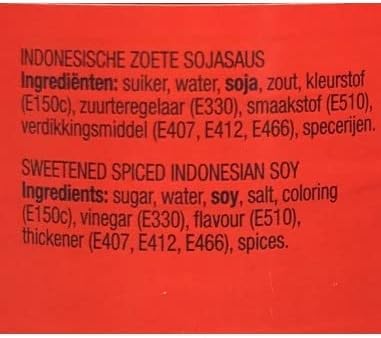 INDONESISCHE ZOETE SOJASAUS
Ingrediënten: suiker, water, soja, zout, kleurstof
(E150c), zuurteregelaar (E330), smaakstof (E510),
verdikkingsmiddel (E407, E412, E466), specerijen.
SWEETENED SPICED INDONESIAN SOY
Ingredients: sugar, water, soy, salt, coloring
(E150c), vinegar (E330), flavour (E510),
thickener (E407, E412, E466), spices.